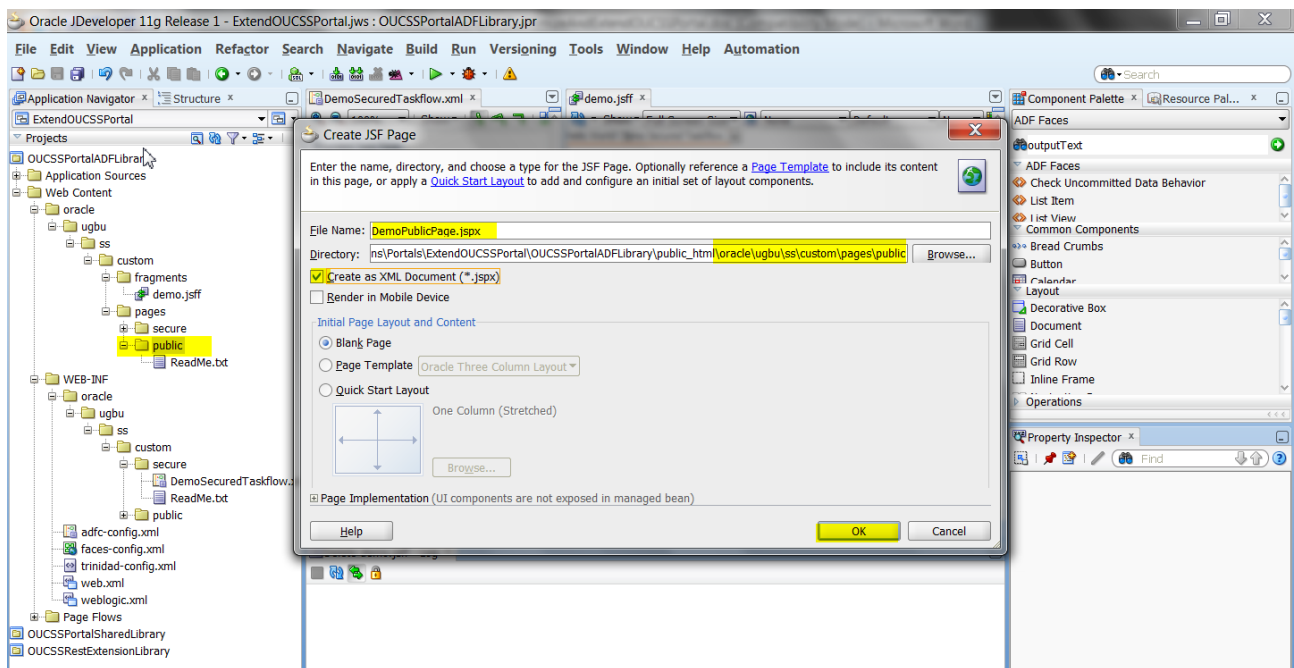 Oracle JDeveloper 11g Release 1 - ExtendOUCSSPortal.jws : OUCSSPortalADFLibrary.jpr
File Edit View Application Refactor Search Navigate Build Run Versioning Tools Window Help Automation
Search
Application Navigator × Structure ×
DemoSecuredTaskflow.xml ×
demo.jsff ×
Component Palette × Resource Pal... ×
ExtendOUCSSPortal
ADF Faces
Projects
outputText
OUCSSPortalADFLibrary
Application Sources
Web Content
oracle
ugbu
ss
custom
fragments
demo.jsff
pages
secure
public
ReadMe.txt
WEB-INF
oracle
ugbu
ss
custom
secure
DemoSecuredTaskflow.
ReadMe.txt
public
adfc-config.xml
faces-config.xml
trinidad-config.xml
web.xml
weblogic.xml
Page Flows
OUCSSPortalSharedLibrary
OUCSSRestExtensionLibrary
Create JSF Page
Enter the name, directory, and choose a type for the JSF Page. Optionally reference a Page Template to include its content
in this page, or apply a Quick Start Layout to add and configure an initial set of layout components.
File Name: DemoPublicPage.jspx
Directory: ns\Portals\ExtendOUCSSPortal\OUCSSPortalADFLibrary\public_html\oracle\ugbu\ss\custom\pages\public Browse...
Create as XML Document (*.jspx)
Render in Mobile Device
Initial Page Layout and Content
Blank Page
Page Template Oracle Three Column Layout
Quick Start Layout
One Column (Stretched)
Browse...
Page Implementation (UI components are not exposed in managed bean)
Help OK Cancel
ADF Faces
Check Uncommitted Data Behavior
List Item
List View
Common Components
Bread Crumbs
Button
Calendar
Layout
Decorative Box
Document
Grid Cell
Grid Row
Inline Frame
Operations
Property Inspector ×
Find